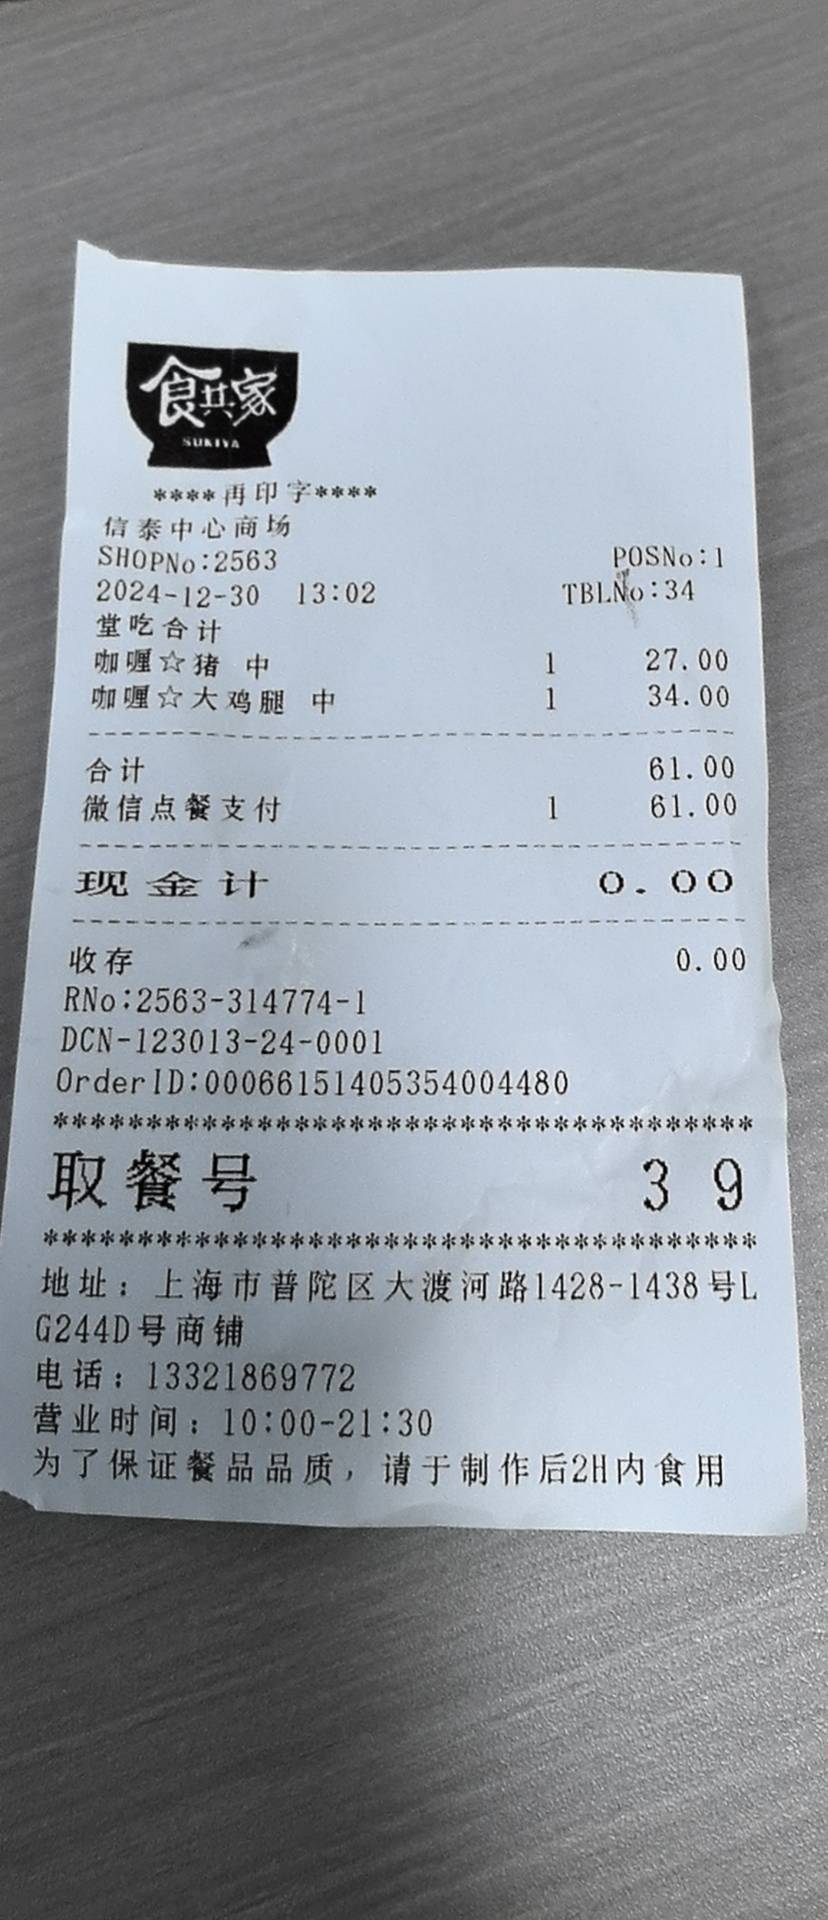 食其家
SUKIYA
****再印字****
信泰中心商场
SHOPNo:2563 POSNo:1
2024-12-30 13:02 TBLNo:34
堂吃合计
咖喱☆猪 中 1 27.00
咖喱☆大鸡腿 中 1 34.00
合计 61.00
微信点餐支付 1 61.00
现金计 0.00
收存 0.00
RNo:2563-314774-1
DCN-123013-24-0001
OrderID:00066151405354004480
****************************************
取餐号 39
****************************************
地址：上海市普陀区大渡河路1428-1438号L
G244D号商铺
电话：13321869772
营业时间：10:00-21:30
为了保证餐品品质，请于制作后2H内食用